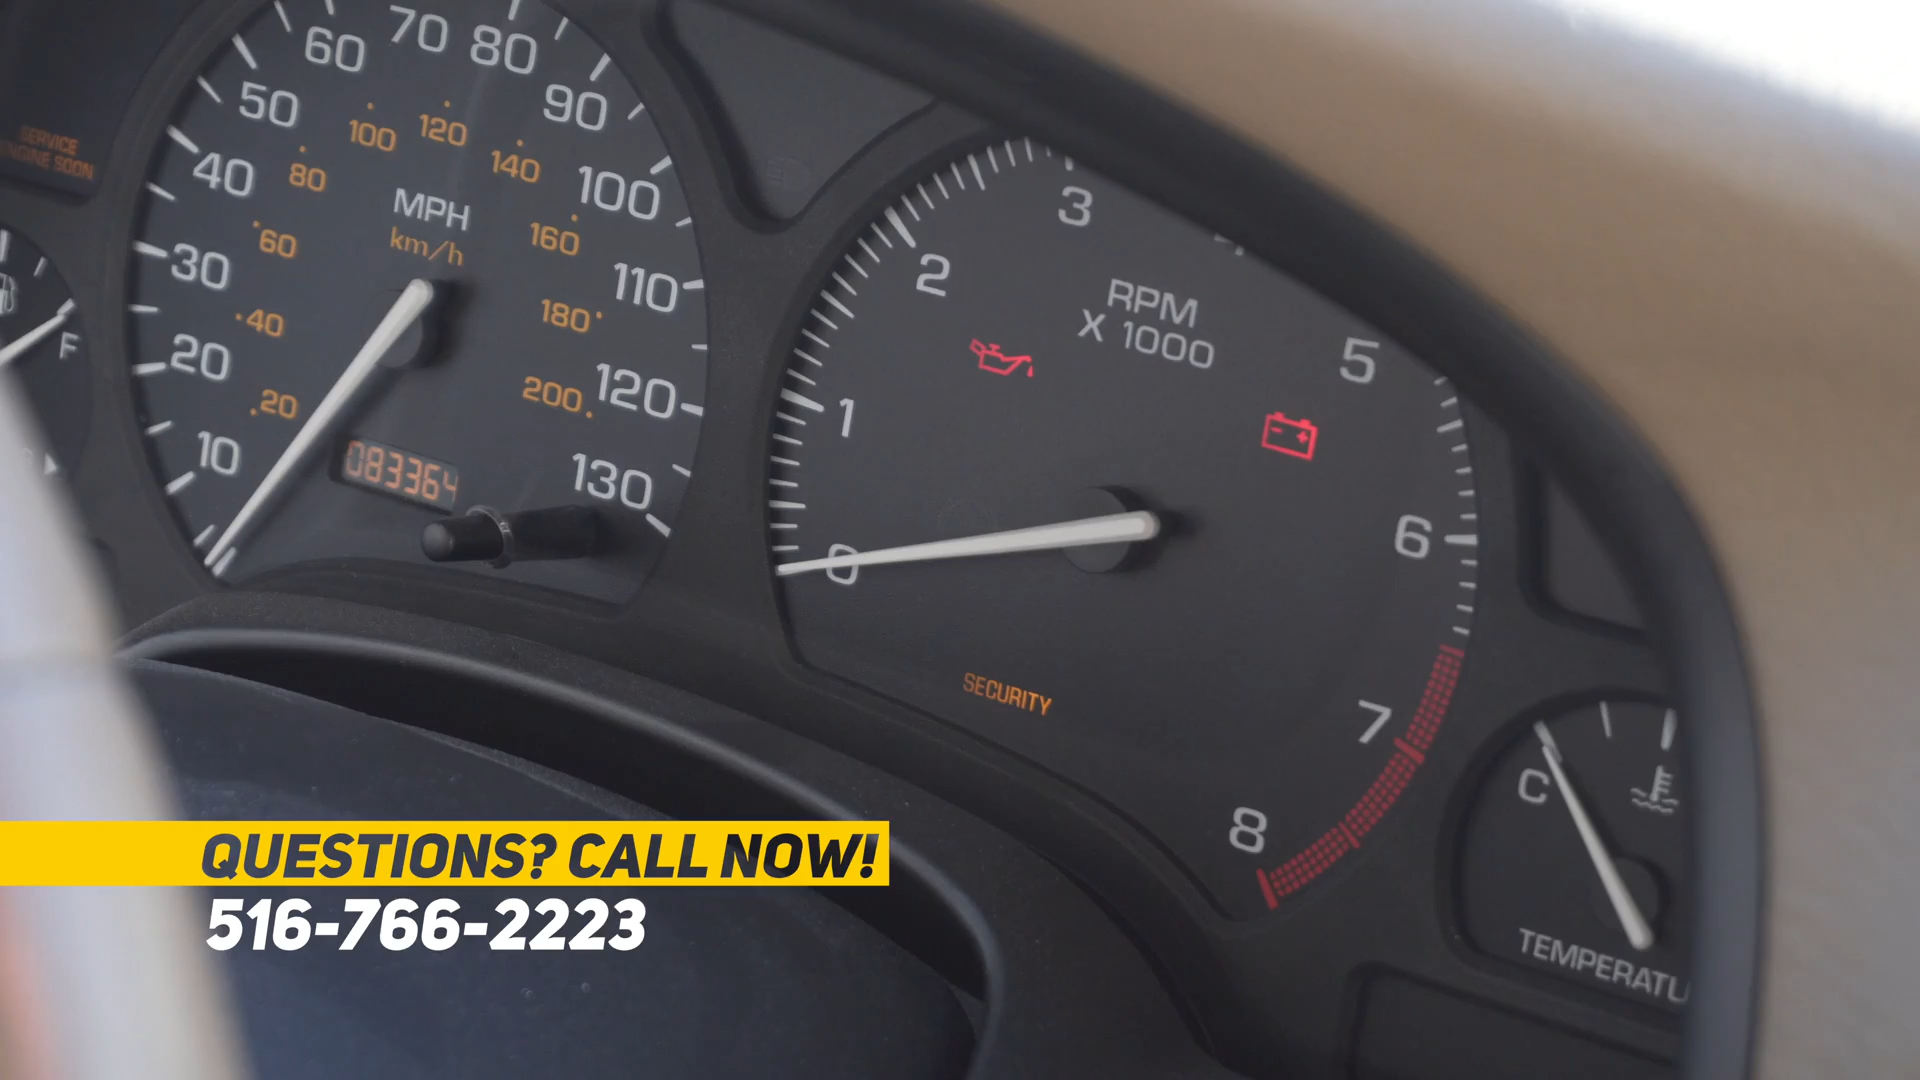 70 80
60
90
50
120
100
140
SERVICE
ENGINE SOON
40
80
100
MPH
km/h
60
160
30
110
180
40
20
120
200
20
10
130
083364
F
3
2
RPM
X 1000
5
1
6
0
SECURITY
7
8
C
TEMPERATU
QUESTIONS? CALL NOW!
516-766-2223